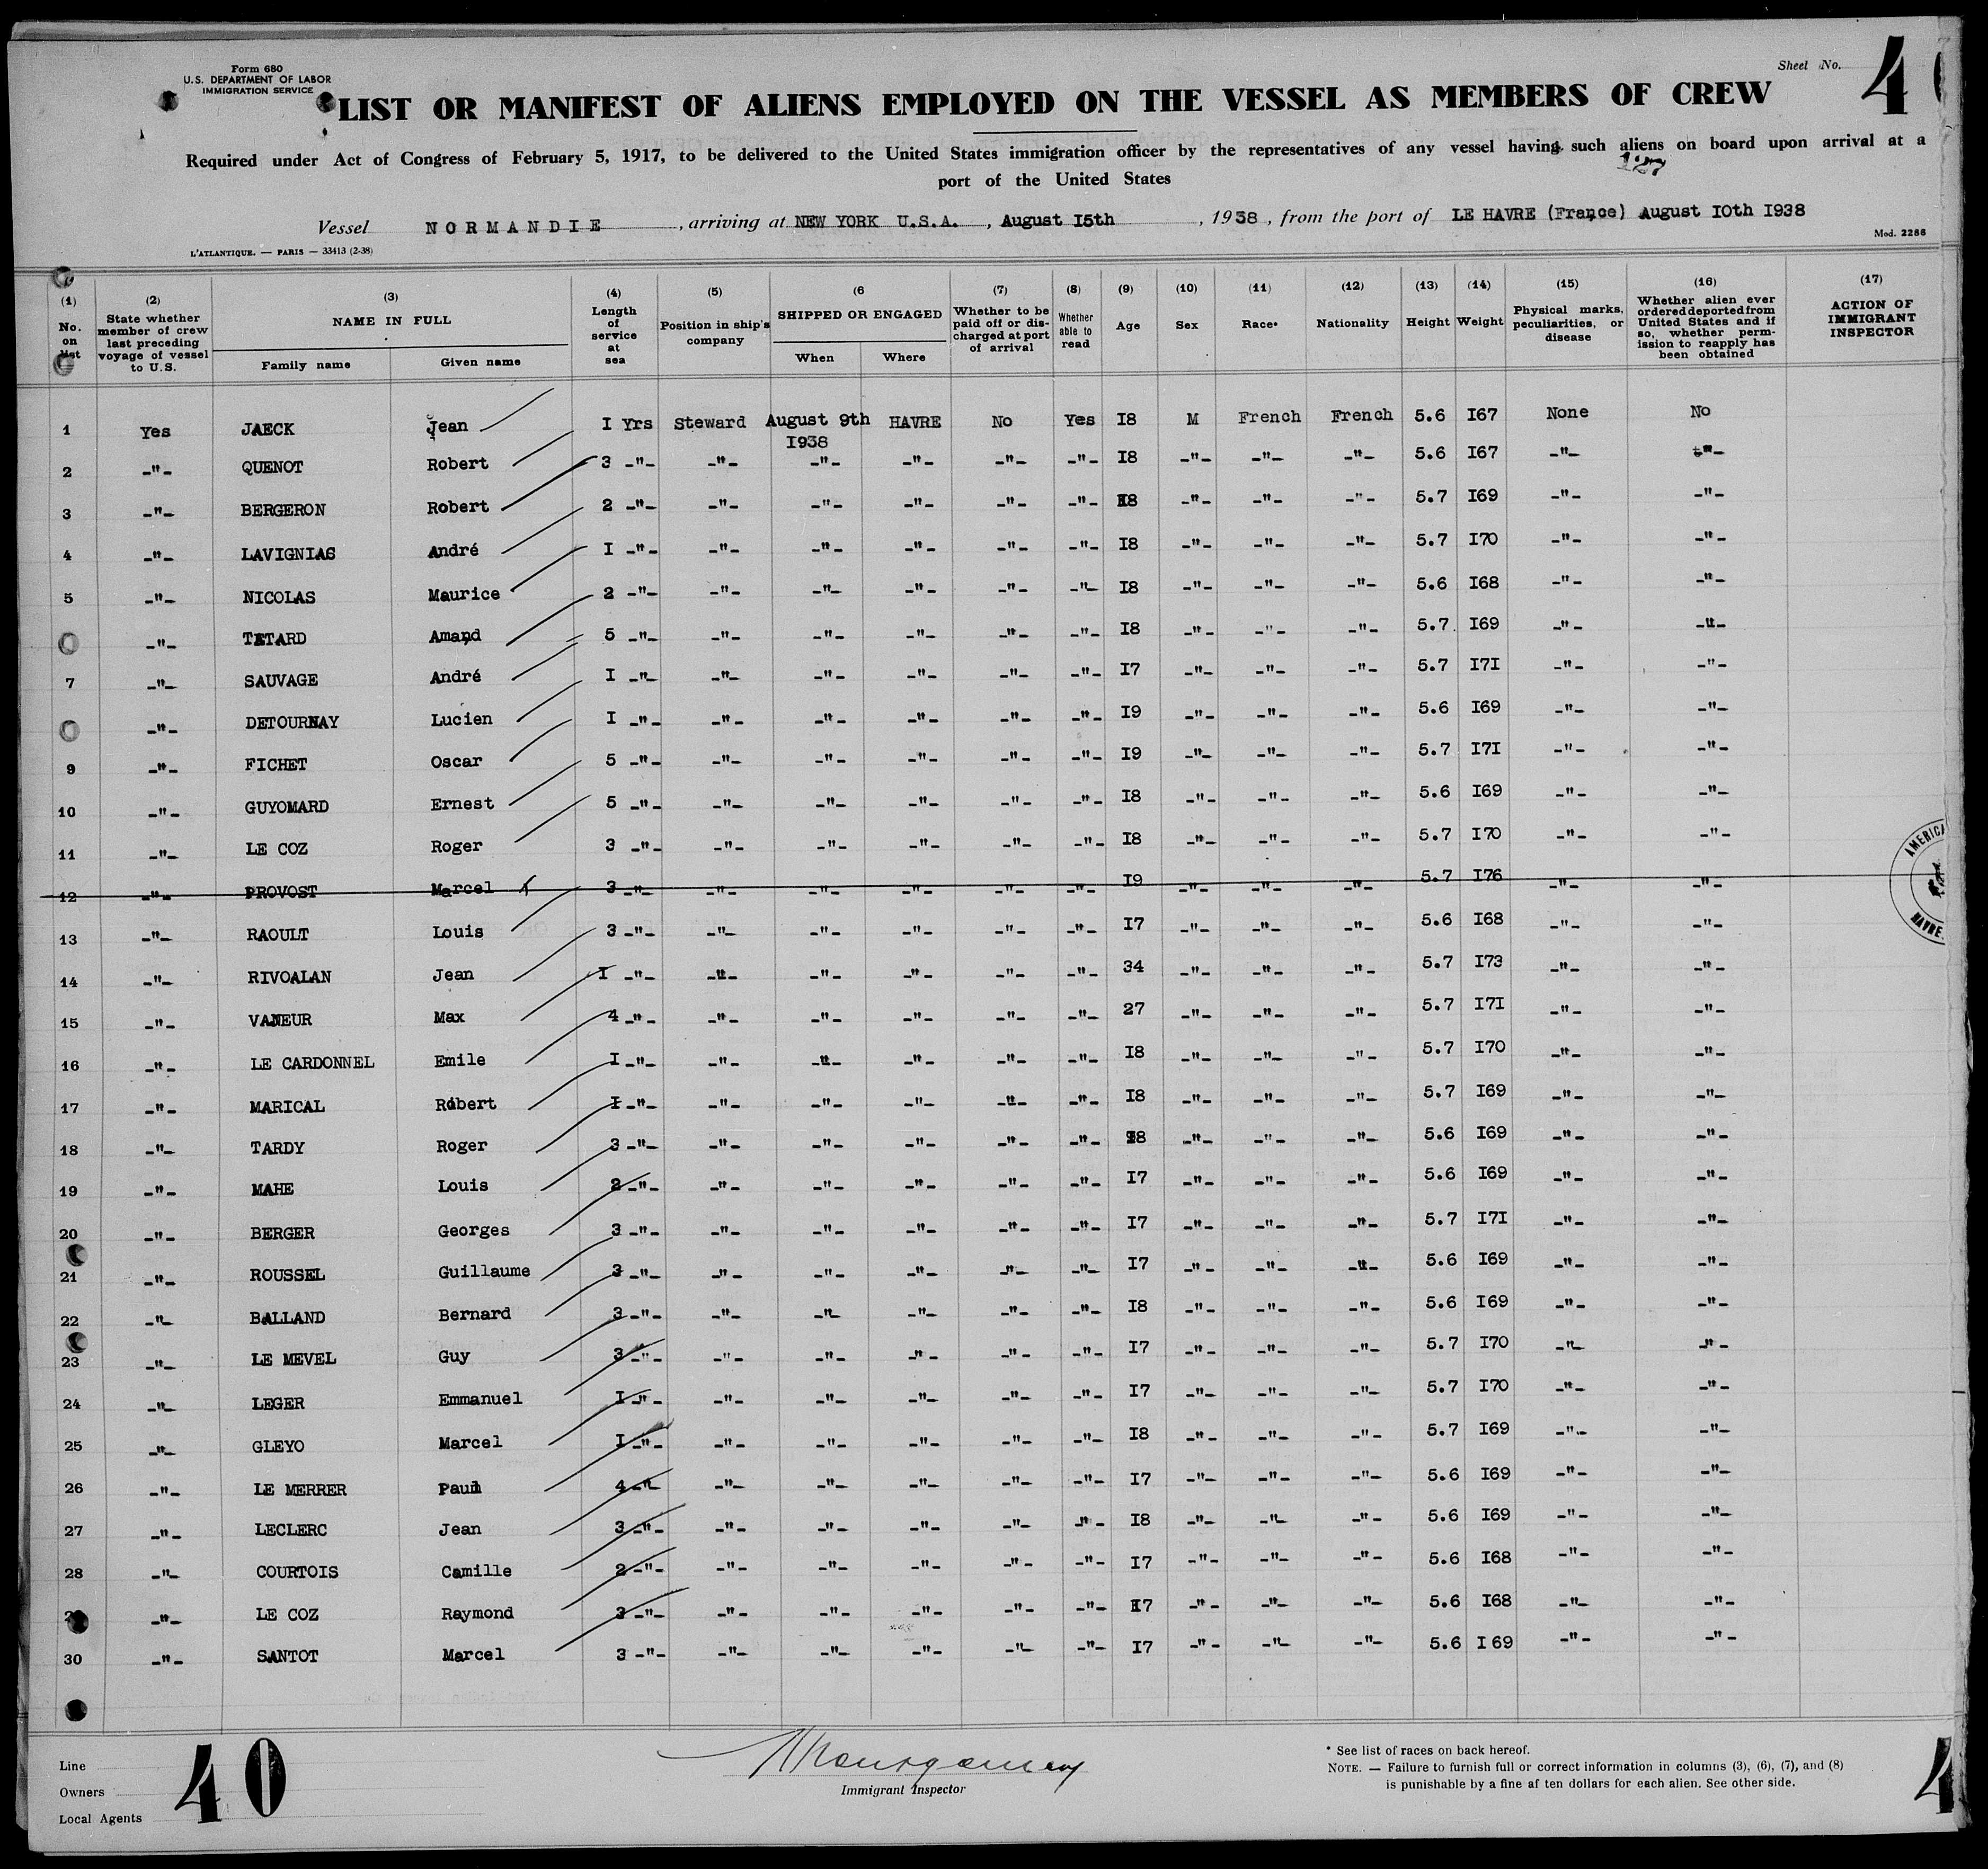 Form 680
U.S. DEPARTMENT OF LABOR
IMMIGRATION SERVICE
Sheet No. 4
LIST OR MANIFEST OF ALIENS EMPLOYED ON THE VESSEL AS MEMBERS OF CREW
Required under Act of Congress of February 5, 1917, to be delivered to the United States immigration officer by the representatives of any vessel having such aliens on board upon arrival at a
port of the United States
Vessel NORMANDIE, arriving at NEW YORK U.S.A., August I5th, 1938, from the port of LE HAVRE (France) August IOth I938
L'ATLANTIQUE. — PARIS — 33413 (2-38)
Mod. 2286
(1) No. on list (2) State whether member of crew last preceding voyage of vessel to U.S. (3) NAME IN FULL Family name Given name (4) Length of service at sea (5) Position in ship's company (6 SHIPPED OR ENGAGED When Where (7) Whether to be paid off or discharged at port of arrival (8) Whether able to read (9) Age (10) Sex (11) Race* (12) Nationality (13) Height (14) Weight (15) Physical marks, peculiarities, or disease (16) Whether alien ever ordered deported from United States and if so, whether permission to reapply has been obtained (17) ACTION OF IMMIGRANT INSPECTOR
1 Yes JAECK Jean I Yrs Steward August 9th I938 HAVRE No Yes I8 M French French 5.6 I67 None No
2 -"- QUENOT Robert 3 -"- -"- -"- -"- -"- -"- I8 -"- -"- -"- 5.6 I67 -"- -"-
3 -"- BERGERON Robert 2 -"- -"- -"- -"- -"- -"- I8 -"- -"- -"- 5.7 I69 -"- -"-
4 -"- LAVIGNIAS André I -"- -"- -"- -"- -"- -"- I8 -"- -"- -"- 5.7 I70 -"- -"-
5 -"- NICOLAS Maurice 2 -"- -"- -"- -"- -"- -"- I8 -"- -"- -"- 5.6 I68 -"- -"-
-"- TETARD Amand 5 -"- -"- -"- -"- -"- -"- I8 -"- -"- -"- 5.7 I69 -"- -"-
7 -"- SAUVAGE André I -"- -"- -"- -"- -"- -"- I7 -"- -"- -"- 5.7 I7I -"- -"-
-"- DETOURNAY Lucien I -"- -"- -"- -"- -"- -"- I9 -"- -"- -"- 5.6 I69 -"- -"-
9 -"- FICHET Oscar 5 -"- -"- -"- -"- -"- -"- I9 -"- -"- -"- 5.7 I7I -"- -"-
10 -"- GUYOMARD Ernest 5 -"- -"- -"- -"- -"- -"- I8 -"- -"- -"- 5.6 I69 -"- -"-
11 -"- LE COZ Roger 3 -"- -"- -"- -"- -"- -"- I8 -"- -"- -"- 5.7 I70 -"- -"-
12 -"- PROVOST Marcel 3 -"- -"- -"- -"- -"- -"- I9 -"- -"- -"- 5.7 I76 -"- -"-
13 -"- RAOULT Louis 3 -"- -"- -"- -"- -"- -"- I7 -"- -"- -"- 5.6 I68 -"- -"-
14 -"- RIVOALAN Jean I -"- -"- -"- -"- -"- -"- 34 -"- -"- -"- 5.7 I73 -"- -"-
15 -"- VANEUR Max 4 -"- -"- -"- -"- -"- -"- 27 -"- -"- -"- 5.7 I7I -"- -"-
16 -"- LE CARDONNEL Emile I -"- -"- -"- -"- -"- -"- I8 -"- -"- -"- 5.7 I70 -"- -"-
17 -"- MARICAL Robert I -"- -"- -"- -"- -"- -"- I8 -"- -"- -"- 5.7 I69 -"- -"-
18 -"- TARDY Roger 3 -"- -"- -"- -"- -"- -"- I8 -"- -"- -"- 5.6 I69 -"- -"-
19 -"- MAHE Louis 2 -"- -"- -"- -"- -"- -"- I7 -"- -"- -"- 5.6 I69 -"- -"-
20 -"- BERGER Georges 3 -"- -"- -"- -"- -"- -"- I7 -"- -"- -"- 5.7 I7I -"- -"-
21 -"- ROUSSEL Guillaume 3 -"- -"- -"- -"- -"- -"- I7 -"- -"- -"- 5.6 I69 -"- -"-
22 -"- BALLAND Bernard 3 -"- -"- -"- -"- -"- -"- I8 -"- -"- -"- 5.6 I69 -"- -"-
23 -"- LE MEVEL Guy 3 -"- -"- -"- -"- -"- -"- I7 -"- -"- -"- 5.7 I70 -"- -"-
24 -"- LEGER Emmanuel I -"- -"- -"- -"- -"- -"- I7 -"- -"- -"- 5.7 I70 -"- -"-
25 -"- GLEYO Marcel I -"- -"- -"- -"- -"- -"- I8 -"- -"- -"- 5.7 I69 -"- -"-
26 -"- LE MERRER Paul 4 -"- -"- -"- -"- -"- -"- I7 -"- -"- -"- 5.6 I69 -"- -"-
27 -"- LECLERC Jean 3 -"- -"- -"- -"- -"- -"- I8 -"- -"- -"- 5.6 I69 -"- -"-
28 -"- COURTOIS Camille 2 -"- -"- -"- -"- -"- -"- I7 -"- -"- -"- 5.6 I68 -"- -"-
2 -"- LE COZ Raymond 3 -"- -"- -"- -"- -"- -"- I7 -"- -"- -"- 5.6 I68 -"- -"-
30 -"- SANTOT Marcel 3 -"- -"- -"- -"- -"- -"- I7 -"- -"- -"- 5.6 I 69 -"- -"-
AMERICA
HAVRE
Line
Owners
Local Agents
40
Montgomery
Immigrant Inspector
* See list of races on back hereof.
NOTE. — Failure to furnish full or correct information in columns (3), (6), (7), and (8)
is punishable by a fine af ten dollars for each alien. See other side.
4